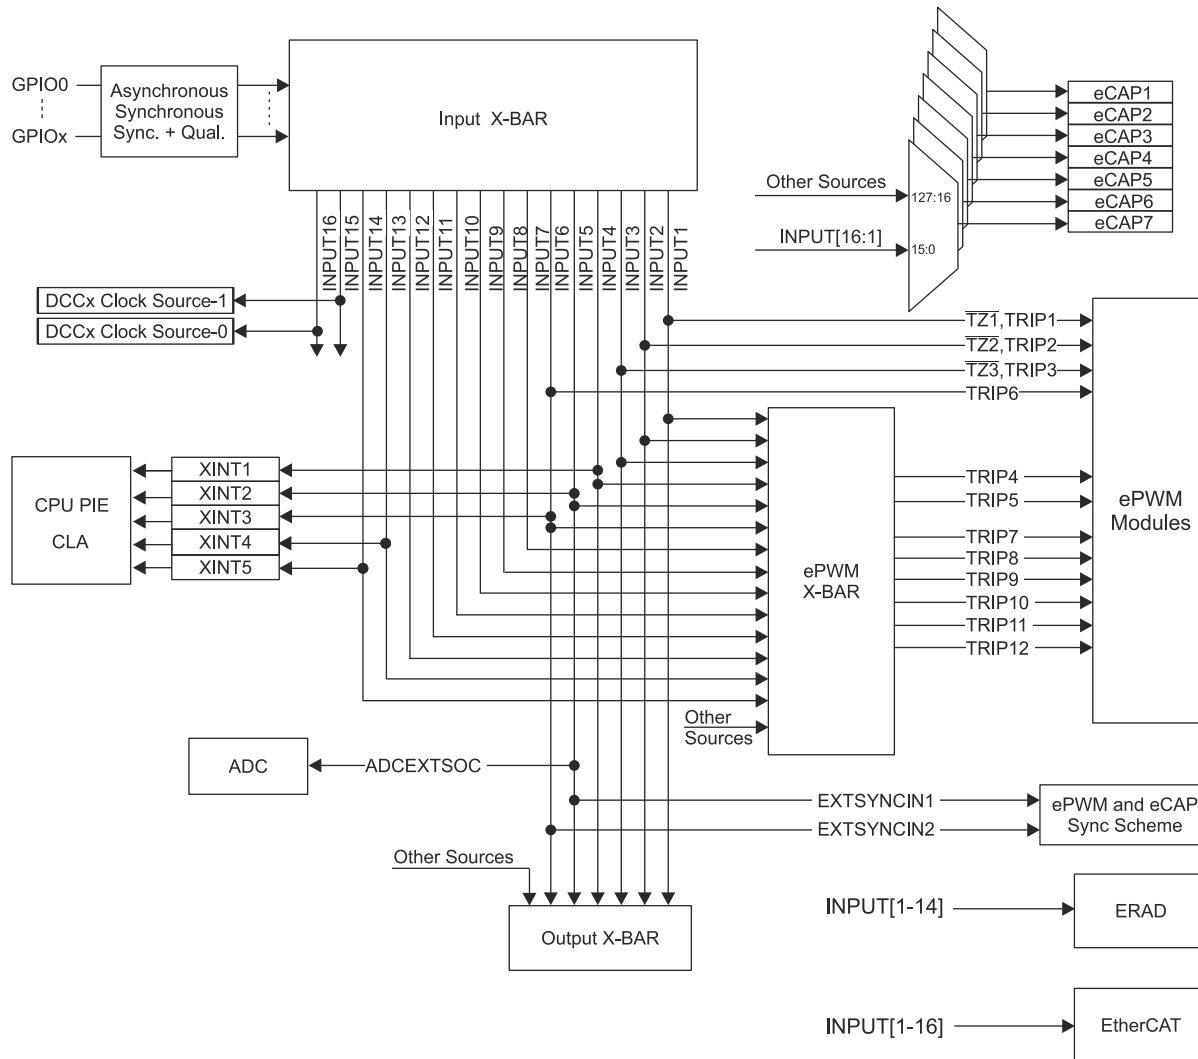 GPIO0
GPIOx
Asynchronous
Synchronous
Sync. + Qual.
Input X-BAR
INPUT16
INPUT15
INPUT14
INPUT13
INPUT12
INPUT11
INPUT10
INPUT9
INPUT8
INPUT7
INPUT6
INPUT5
INPUT4
INPUT3
INPUT2
INPUT1
Other Sources
INPUT[16:1]
127:16
15:0
eCAP1
eCAP2
eCAP3
eCAP4
eCAP5
eCAP6
eCAP7
DCCx Clock Source-1
DCCx Clock Source-0
TZ1,TRIP1
TZ2,TRIP2
TZ3,TRIP3
TRIP6
CPU PIE
CLA
XINT1
XINT2
XINT3
XINT4
XINT5
ePWM
X-BAR
Other
Sources
TRIP4
TRIP5
TRIP7
TRIP8
TRIP9
TRIP10
TRIP11
TRIP12
ePWM
Modules
ADC
ADCEXTSOC
EXTSYNCIN1
EXTSYNCIN2
ePWM and eCAP
Sync Scheme
Other Sources
Output X-BAR
INPUT[1-14]
ERAD
INPUT[1-16]
EtherCAT